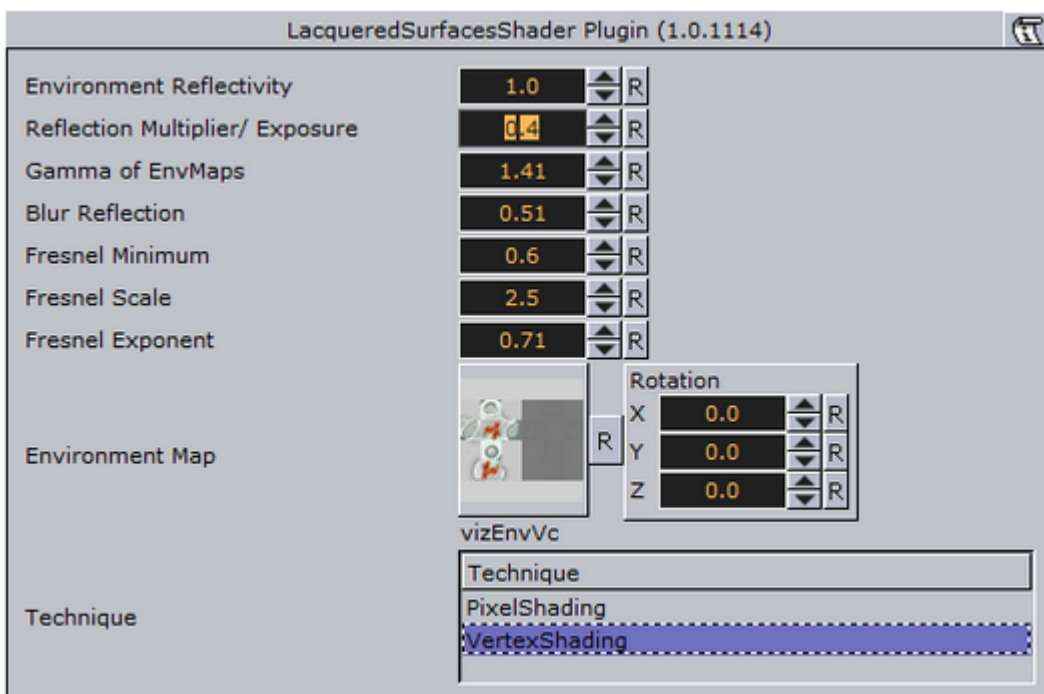 LacqueredSurfacesShader Plugin (1.0.1114)
Environment Reflectivity 1.0 R
Reflection Multiplier/ Exposure 0.4 R
Gamma of EnvMaps 1.41 R
Blur Reflection 0.51 R
Fresnel Minimum 0.6 R
Fresnel Scale 2.5 R
Fresnel Exponent 0.71 R
Environment Map
R
Rotation
X 0.0 R
Y 0.0 R
Z 0.0 R
vizEnvVc
Technique
Technique
PixelShading
VertexShading